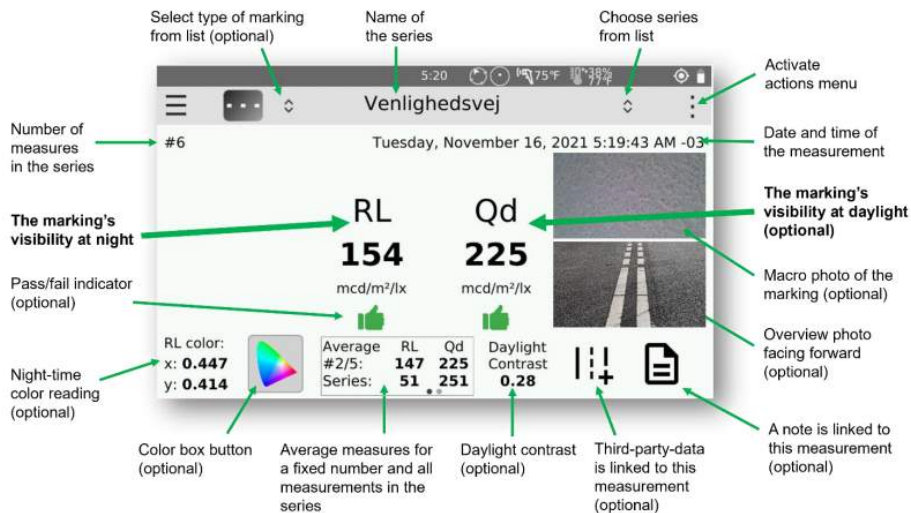 Select type of marking
from list (optional)
Name of
the series
Choose series
from list
Activate
actions menu
5:20 75°F 38% 77°F
Venlighedsvej
Number of
measures
in the series
#6
Tuesday, November 16, 2021 5:19:43 AM -03
Date and time of
the measurement
The marking's
visibility at night
RL
154
mcd/m²/lx
Qd
225
mcd/m²/lx
The marking's
visibility at daylight
(optional)
Pass/fail indicator
(optional)
Macro photo of the
marking (optional)
Overview photo
facing forward
(optional)
Night-time
color reading
(optional)
RL color:
x: 0.447
y: 0.414
Average RL Qd
#2/5: 147 225
Series: 51 251
Daylight
Contrast
0.28
A note is linked to
this measurement
(optional)
Color box button
(optional)
Average measures for
a fixed number and all
measurements in the
series
Daylight contrast
(optional)
Third-party-data
is linked to this
measurement
(optional)